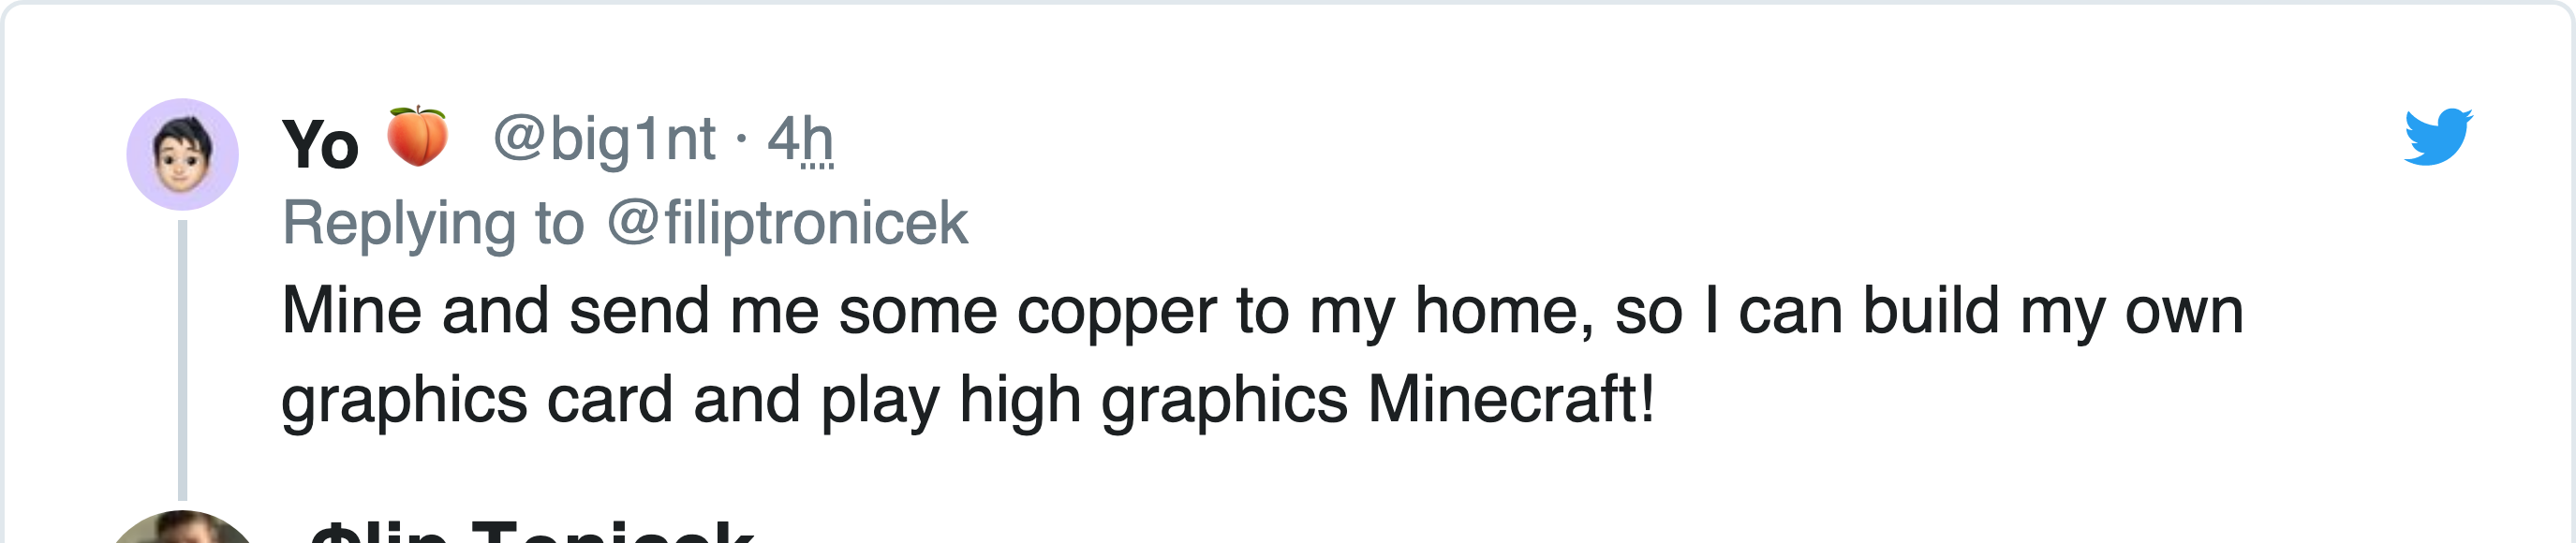 Yo 🍑 @big1nt · 4h
Replying to @filiptronicek
Mine and send me some copper to my home, so I can build my own
graphics card and play high graphics Minecraft!